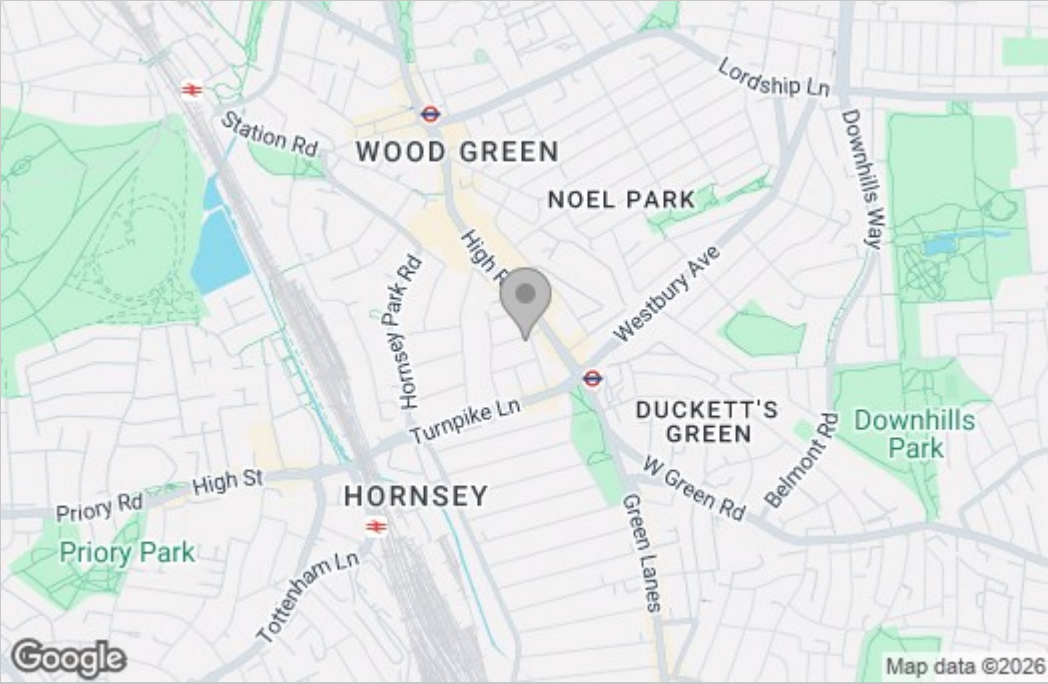 Lordship Ln
Station Rd
WOOD GREEN
Downhills Way
NOEL PARK
High R
Hornsey Park Rd
Westbury Ave
Turnpike Ln
DUCKETT'S
GREEN
Downhills
Park
Belmont Rd
W Green Rd
High St
Priory Rd
HORNSEY
Green Lanes
Priory Park
Tottenham Ln
Google
Map data ©2026